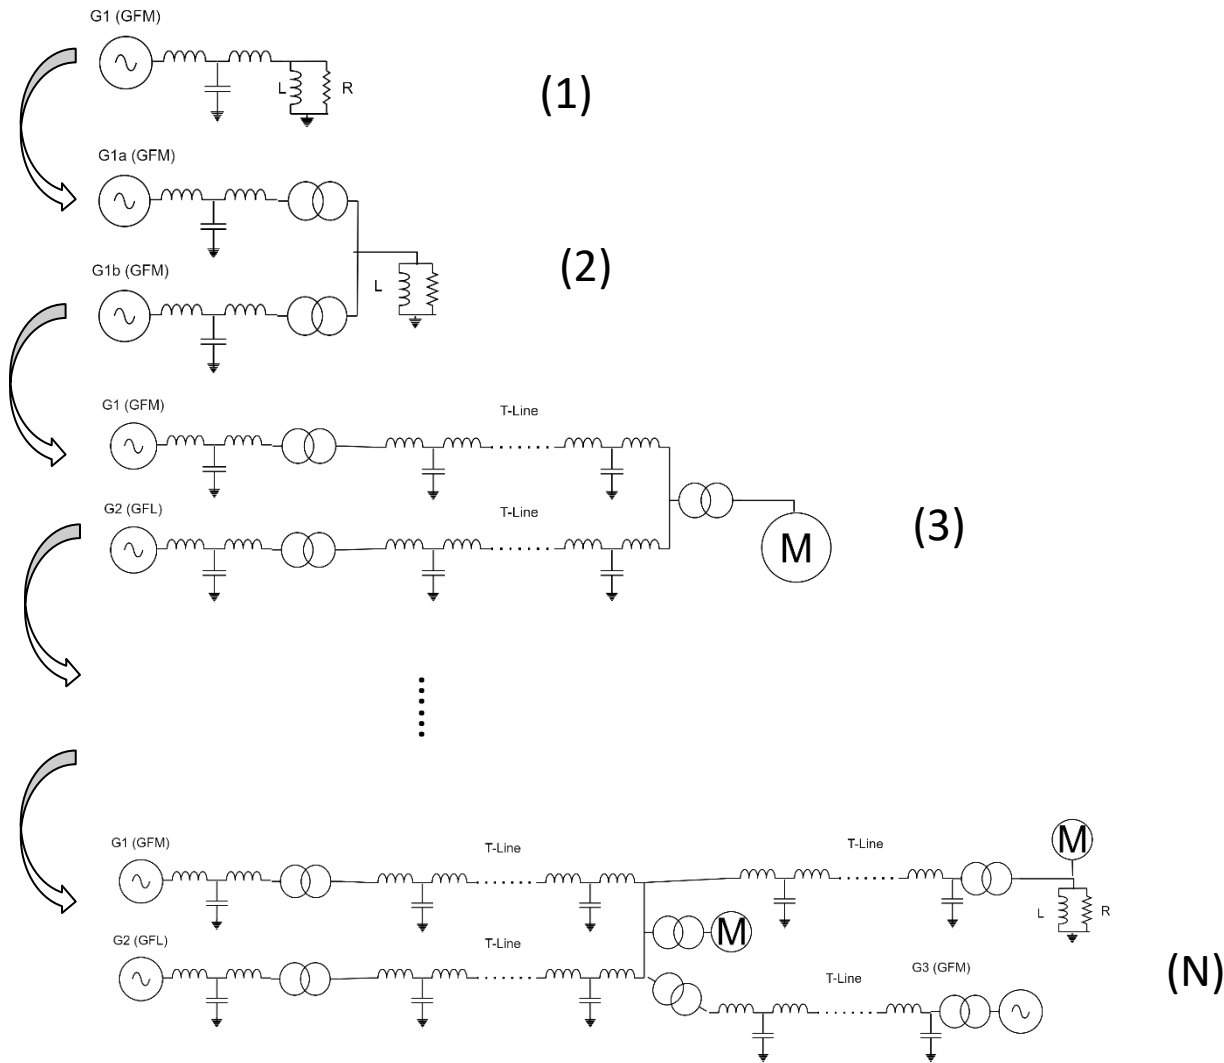 G1 (GFM)
L
R
(1)
G1a (GFM)
G1b (GFM)
L
(2)
G1 (GFM)
T-Line
G2 (GFL)
T-Line
M
(3)
G1 (GFM)
T-Line
T-Line
M
L
R
G2 (GFL)
T-Line
M
G3 (GFM)
T-Line
(N)